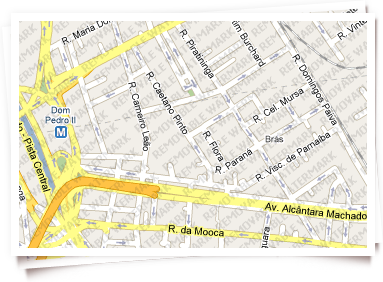 R. Maria Do
R. Piratininga
im Burchard
R. Vint
R. Domingos Paiva
Dom
Pedro II
M
R. Carneiro Leão
R. Caetano Pinto
R. Cel. Mursa
R. Flora
R. Paraná
Brás
R. Visc. de Parnaíba
Pista Central
Av. Alcântara Machado
R. da Mooca
quara